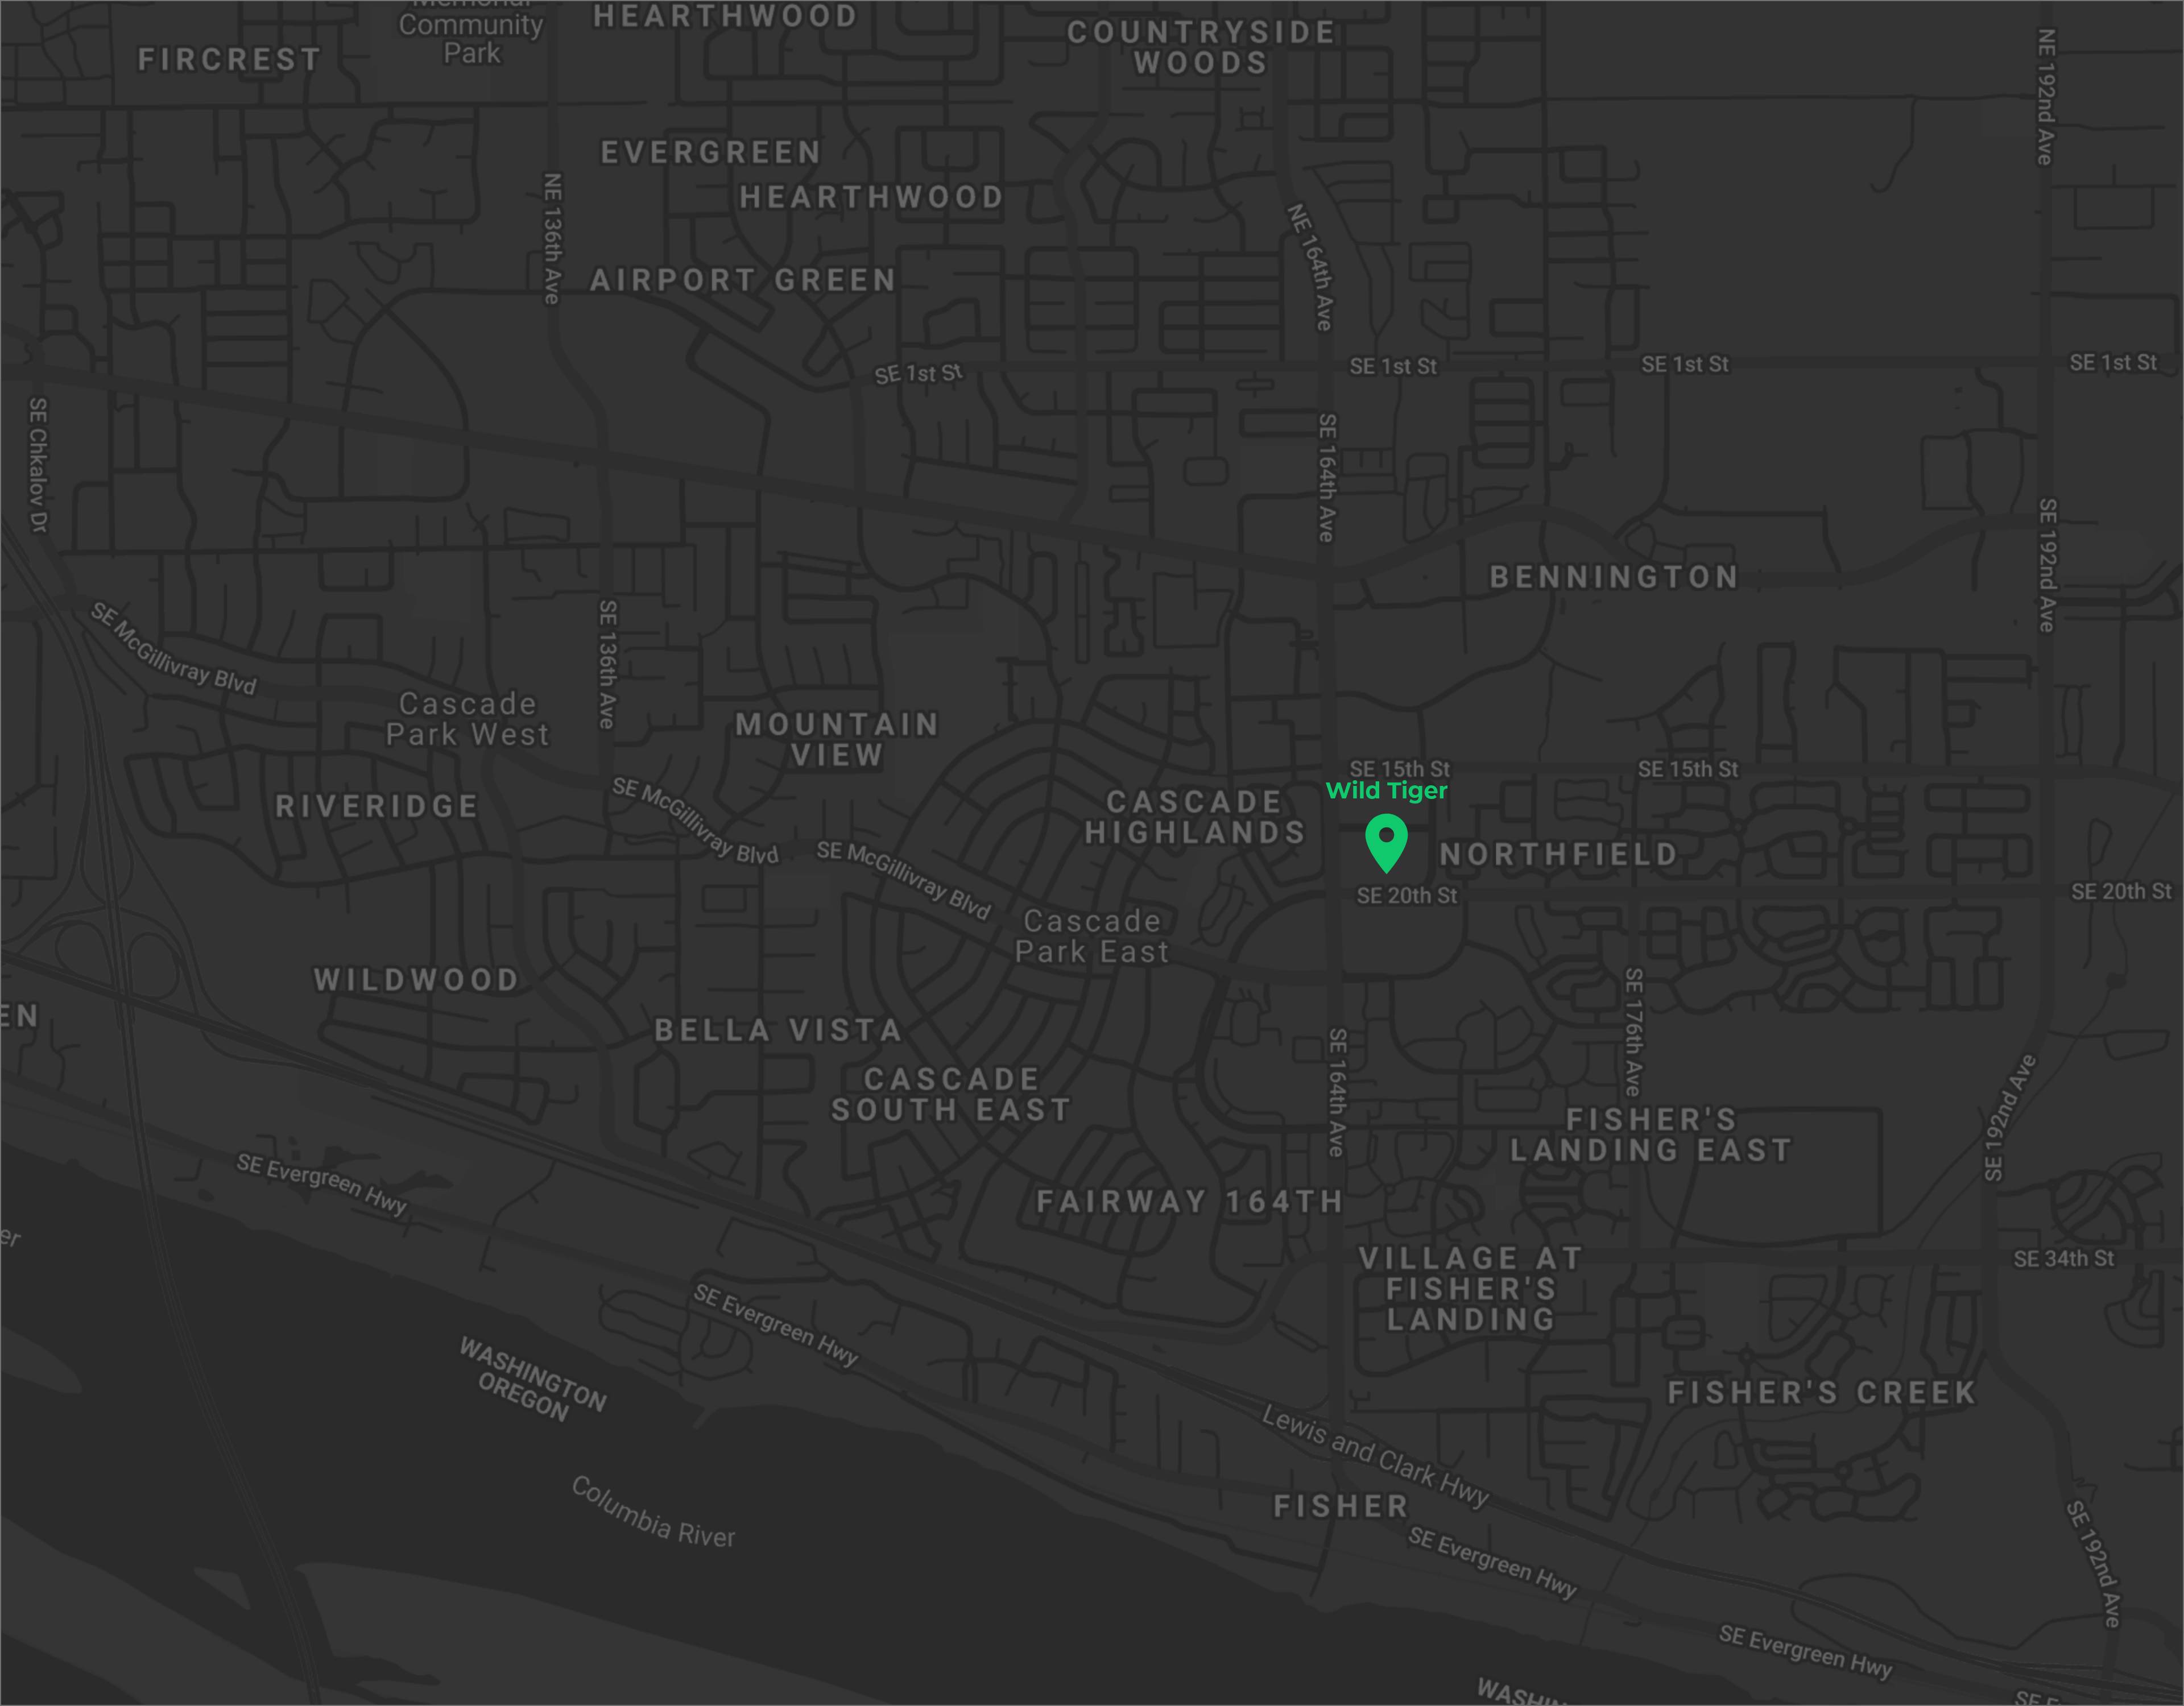 Memorial
Community
Park
HEARTHWOOD
COUNTRYSIDE
WOODS
FIRCREST
NE 192nd Ave
EVERGREEN
HEARTHWOOD
NE 136th Ave
NE 164th Ave
AIRPORT GREEN
SE 1st St
SE 1st St
SE 1st St
SE 1st St
SE Chkalov Dr
SE 164th Ave
SE 192nd Ave
BENNINGTON
SE McGillivray Blvd
SE 136th Ave
Cascade
Park West
MOUNTAIN
VIEW
SE 15th St
SE 15th St
Wild Tiger
RIVERIDGE
SE McGillivray Blvd
CASCADE
HIGHLANDS
SE McGillivray Blvd
NORTHFIELD
SE 20th St
SE 20th St
Cascade
Park East
WILDWOOD
EN
BELLA VISTA
SE 176th Ave
SE 164th Ave
CASCADE
SOUTH EAST
FISHER'S
LANDING EAST
SE 192nd Ave
SE Evergreen Hwy
FAIRWAY 164TH
er
VILLAGE AT
FISHER'S
LANDING
SE 34th St
SE Evergreen Hwy
WASHINGTON
OREGON
FISHER'S CREEK
Lewis and Clark Hwy
Columbia River
FISHER
SE Evergreen Hwy
SE 192nd Ave
SE Evergreen Hwy
WASHIN
SE E